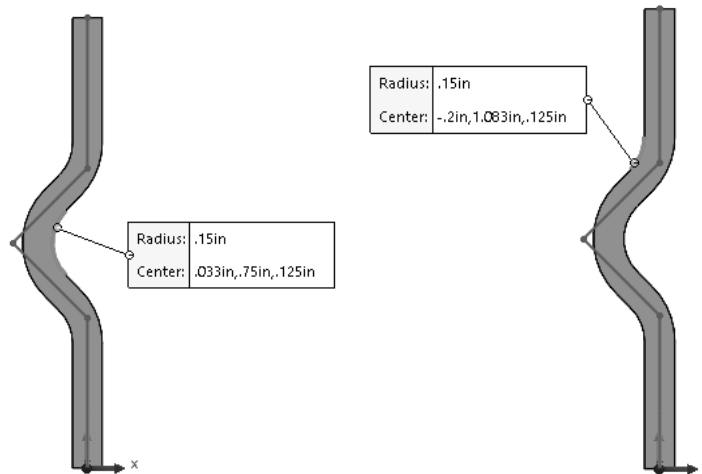 Radius: .15in
Center: -.2in,1.083in,.125in
Radius: .15in
Center: .033in,.75in,.125in
x